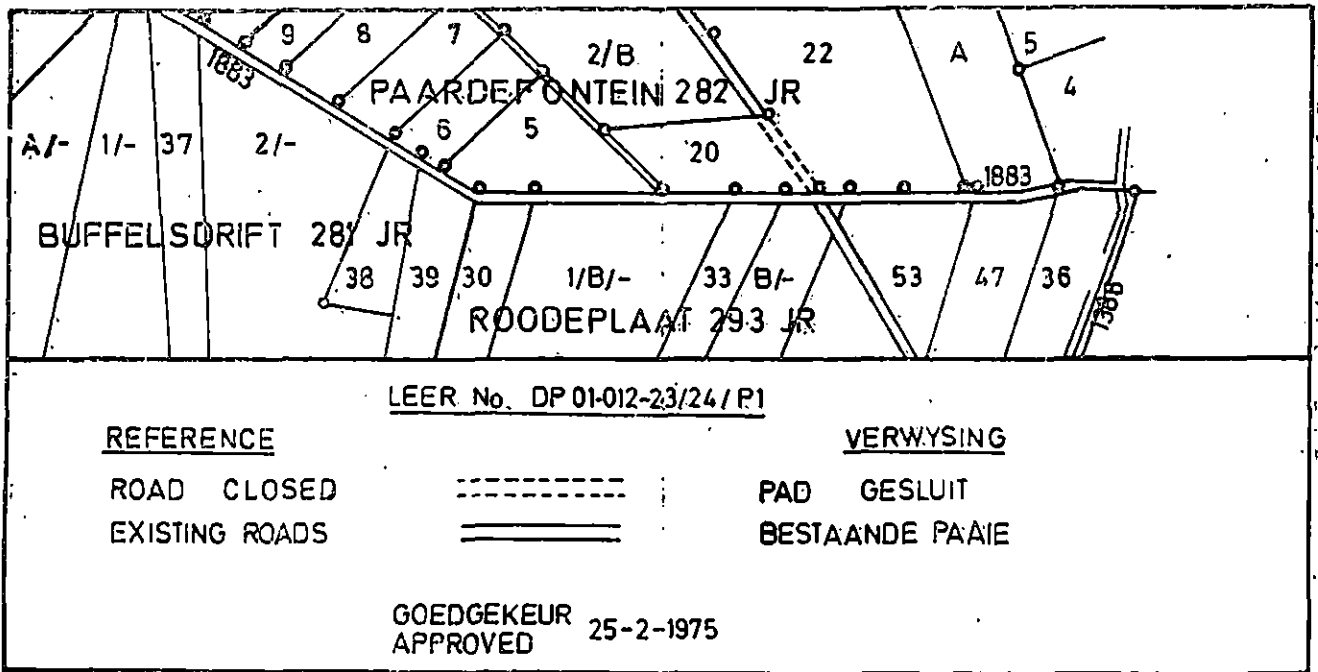 9 8 7 2/B 22 A 5
1883
PAARDEFONTEIN 282 JR
4
A/- 1/- 37 2/- 6 5 20
1883
BUFFELSDRIFT 281 JR
38 39 30 1/B/- 33 B/- 53 47 36
1388
ROODEPLAAT 293 JR
LEER No. DP 01-012-23/24/P1
REFERENCE VERWYSING
ROAD CLOSED PAD GESLUIT
EXISTING ROADS BESTAANDE PAAIE
GOEDGEKEUR
APPROVED 25-2-1975